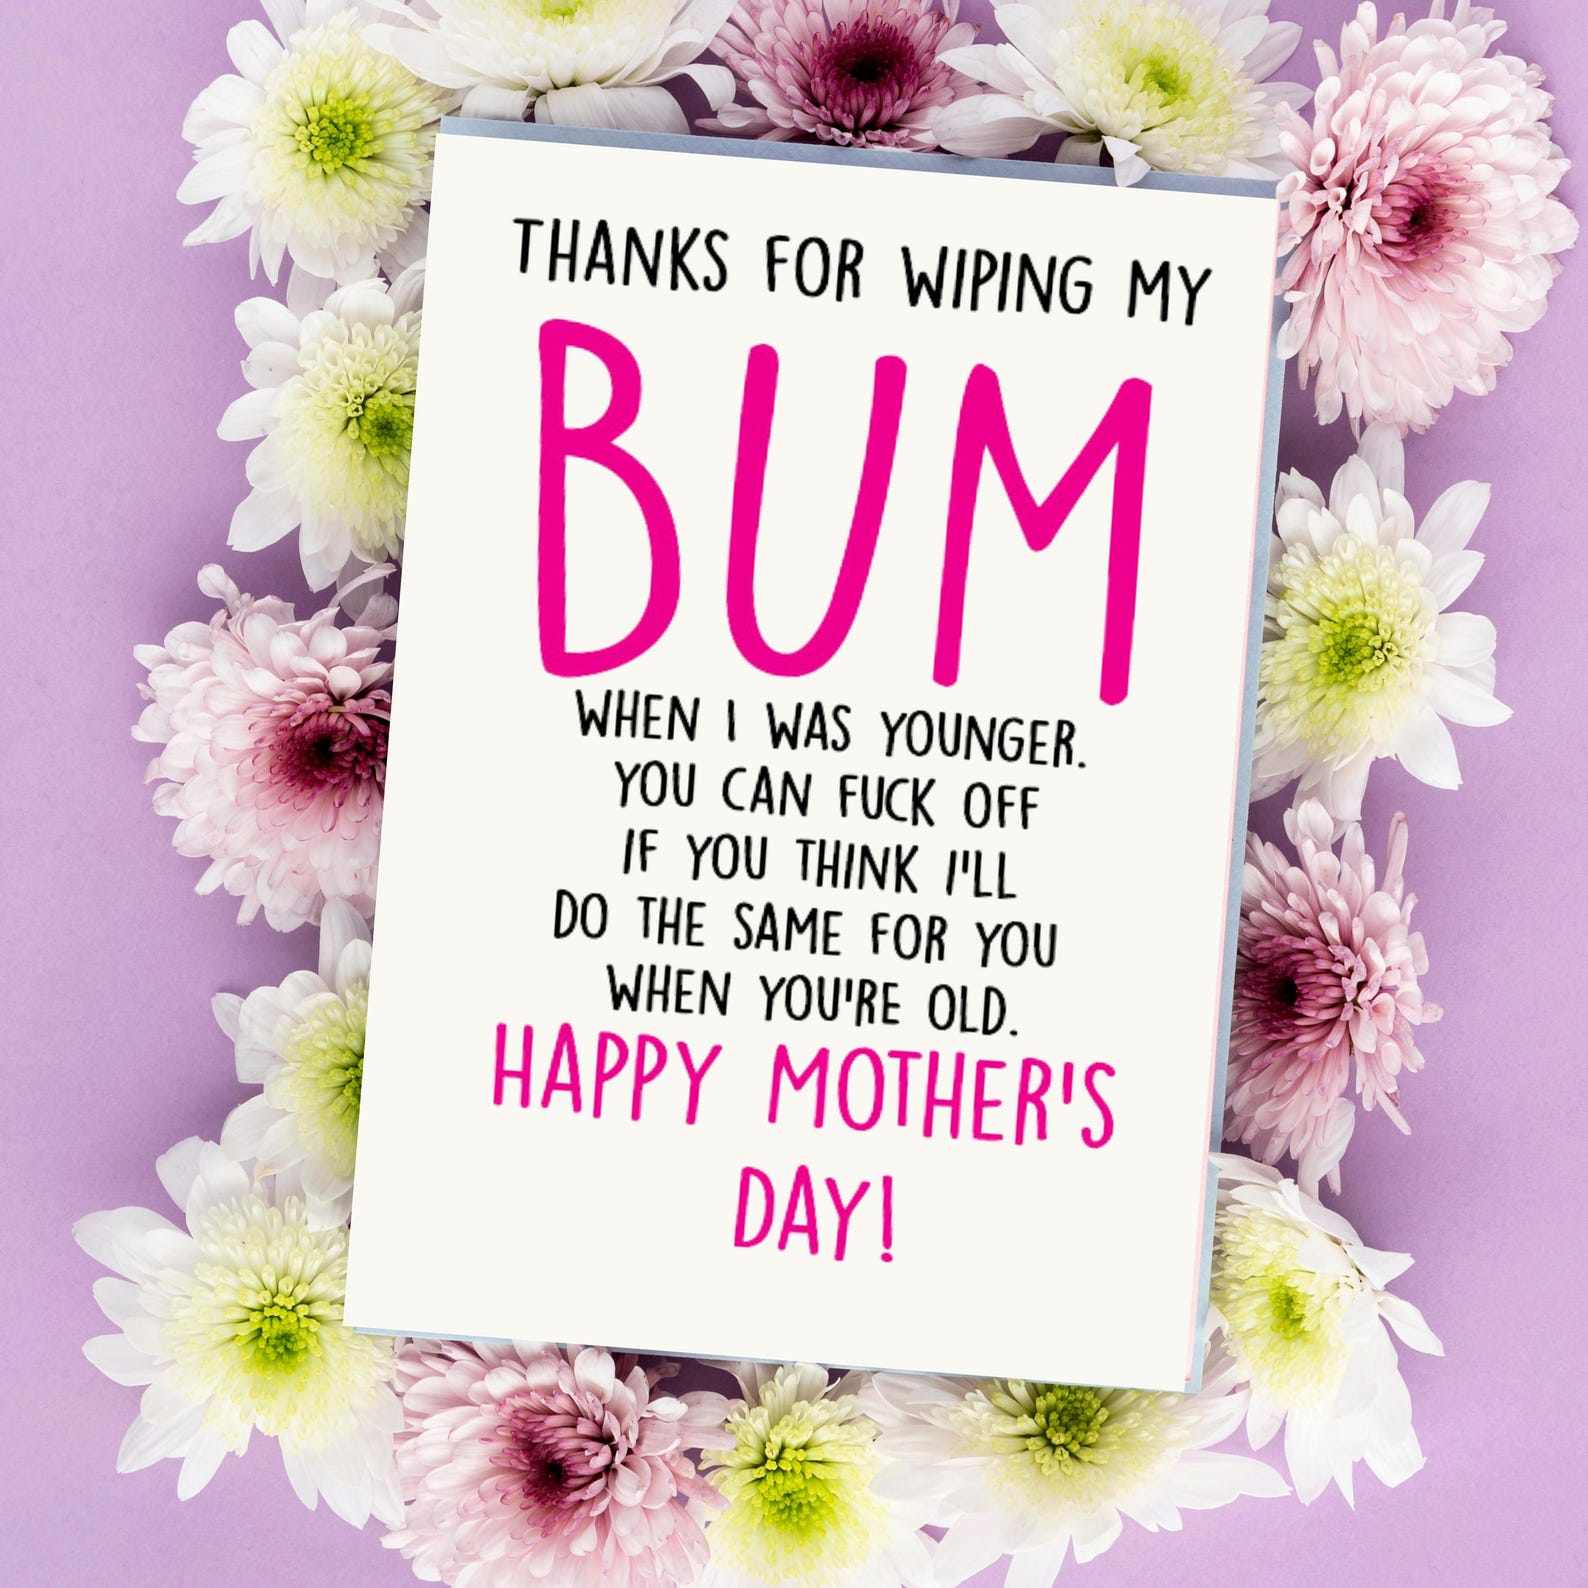 THANKS FOR WIPING MY
BUM
WHEN I WAS YOUNGER.
YOU CAN FUCK OFF
IF YOU THINK I'LL
DO THE SAME FOR YOU
WHEN YOU'RE OLD.
HAPPY MOTHER'S
DAY!